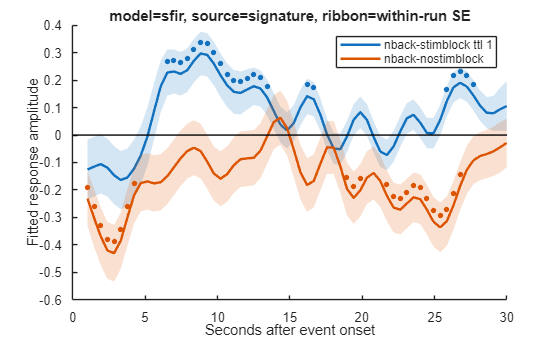 model=sfir, source=signature, ribbon=within-run SE
nback-stimblock ttl 1
nback-nostimblock
Fitted response amplitude
0.4
0.3
0.2
0.1
0
-0.1
-0.2
-0.3
-0.4
-0.5
-0.6
0 5 10 15 20 25 30
Seconds after event onset